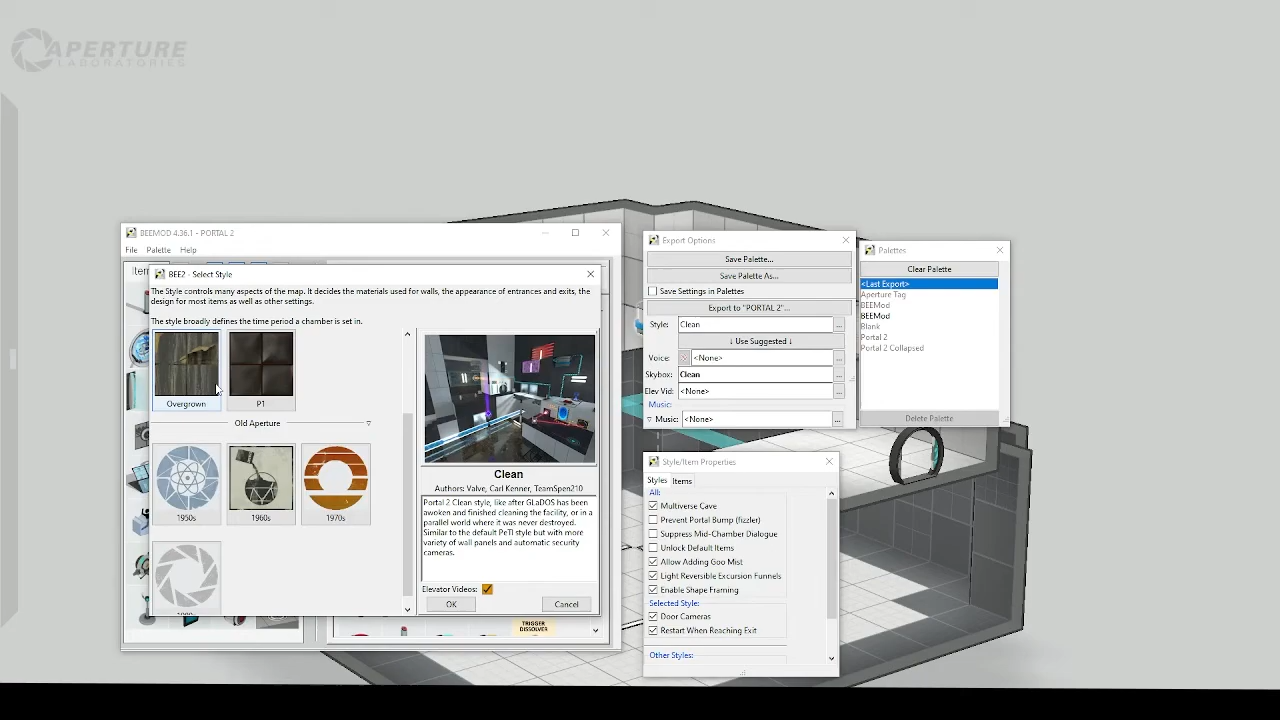 APERTURE
LABORATORIES
BEEMOD 4.36.1 - PORTAL 2
File Palette Help
BEE2 - Select Style
The Style controls many aspects of the map. It decides the materials used for walls, the appearance of entrances and exits, the
design for most items as well as other settings.
The style broadly defines the time period a chamber is set in.
Overgrown
P1
Old Aperture
1950s
1960s
1970s
Clean
Authors: Valve, Carl Kenner, TeamSpen210
Portal 2 Clean style, like after GLaDOS has been
awoken and finished cleaning the facility, or in a
parallel world where it was never destroyed.
Similar to the default PeTI style but with more
variety of wall panels and automatic security
cameras.
Elevator Videos:
OK
Cancel
TRIGGER
DISSOLVER
Export Options
Save Palette...
Save Palette As...
Save Settings in Palettes
Export to "PORTAL 2"...
Style: Clean ...
↓ Use Suggested ↓
Voice: <None> ...
Skybox: Clean ...
Elev Vid: <None> ...
Music:
Music: <None> ...
Palettes
Clear Palette
<Last Export>
Aperture Tag
BEEMod
BEEMod
Blank
Portal 2
Portal 2 Collapsed
Delete Palette
Style/Item Properties
Styles Items
All:
Multiverse Cave
Prevent Portal Bump (fizzler)
Suppress Mid-Chamber Dialogue
Unlock Default Items
Allow Adding Goo Mist
Light Reversible Excursion Funnels
Enable Shape Framing
Selected Style:
Door Cameras
Restart When Reaching Exit
Other Styles: